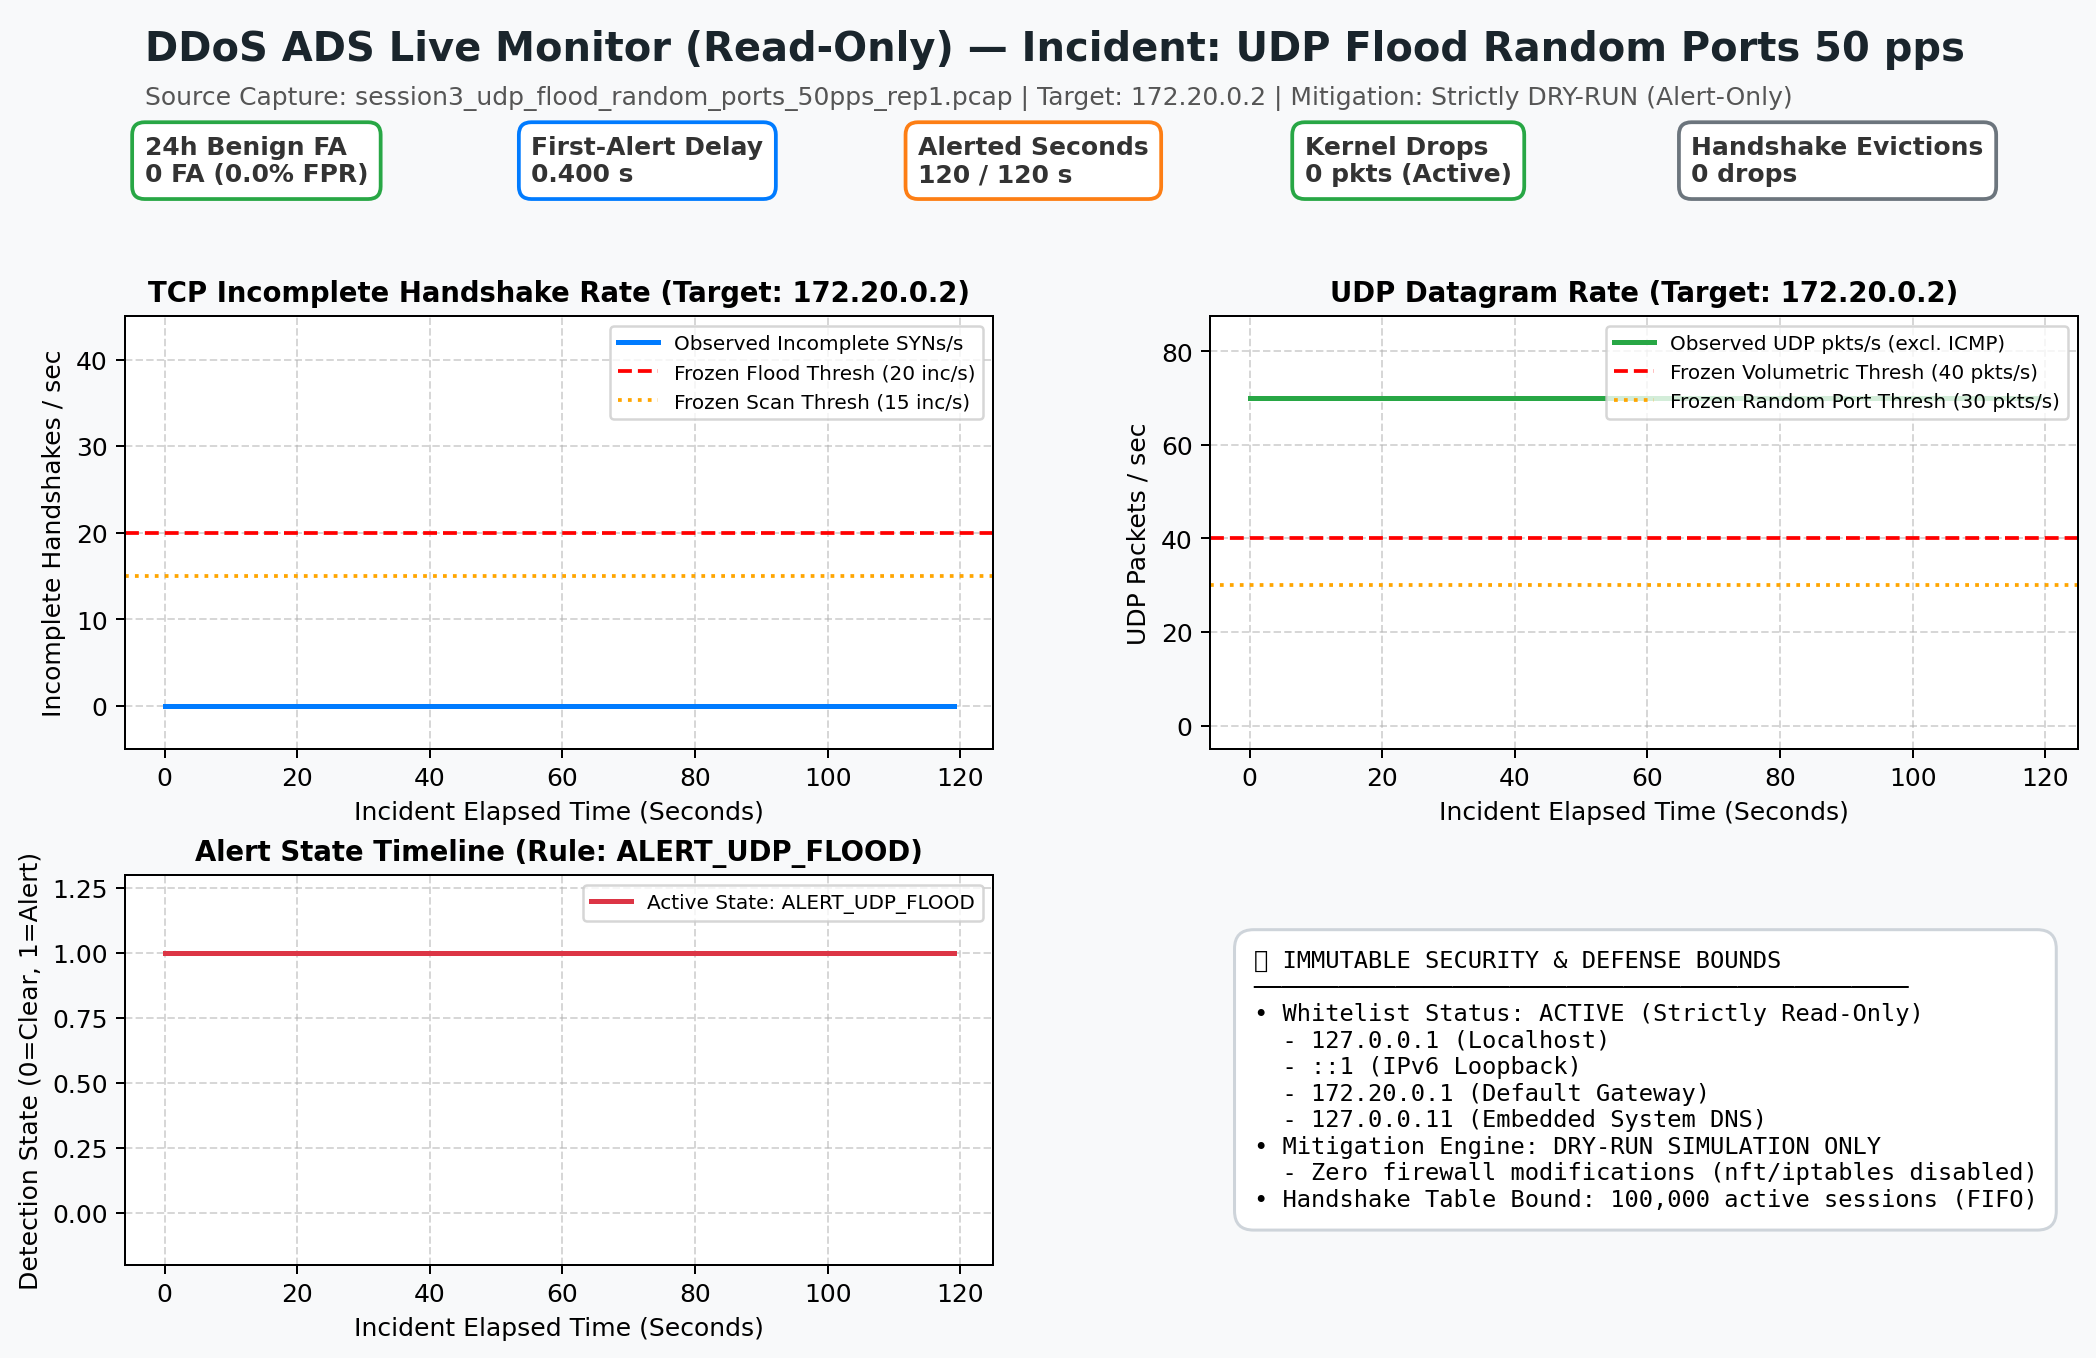 DDoS ADS Live Monitor (Read-Only) — Incident: UDP Flood Random Ports 50 pps
Source Capture: session3_udp_flood_random_ports_50pps_rep1.pcap | Target: 172.20.0.2 | Mitigation: Strictly DRY-RUN (Alert-Only)
24h Benign FA
0 FA (0.0% FPR)
First-Alert Delay
0.400 s
Alerted Seconds
120 / 120 s
Kernel Drops
0 pkts (Active)
Handshake Evictions
0 drops
TCP Incomplete Handshake Rate (Target: 172.20.0.2)
Incomplete Handshakes / sec
40
30
20
10
0
Observed Incomplete SYNs/s
Frozen Flood Thresh (20 inc/s)
Frozen Scan Thresh (15 inc/s)
0 20 40 60 80 100 120
Incident Elapsed Time (Seconds)
UDP Datagram Rate (Target: 172.20.0.2)
UDP Packets / sec
80
60
40
20
0
Observed UDP pkts/s (excl. ICMP)
Frozen Volumetric Thresh (40 pkts/s)
Frozen Random Port Thresh (30 pkts/s)
0 20 40 60 80 100 120
Incident Elapsed Time (Seconds)
Alert State Timeline (Rule: ALERT_UDP_FLOOD)
Detection State (0=Clear, 1=Alert)
1.25
1.00
0.75
0.50
0.25
0.00
Active State: ALERT_UDP_FLOOD
0 20 40 60 80 100 120
Incident Elapsed Time (Seconds)
IMMUTABLE SECURITY & DEFENSE BOUNDS
• Whitelist Status: ACTIVE (Strictly Read-Only)
- 127.0.0.1 (Localhost)
- ::1 (IPv6 Loopback)
- 172.20.0.1 (Default Gateway)
- 127.0.0.11 (Embedded System DNS)
• Mitigation Engine: DRY-RUN SIMULATION ONLY
- Zero firewall modifications (nft/iptables disabled)
• Handshake Table Bound: 100,000 active sessions (FIFO)